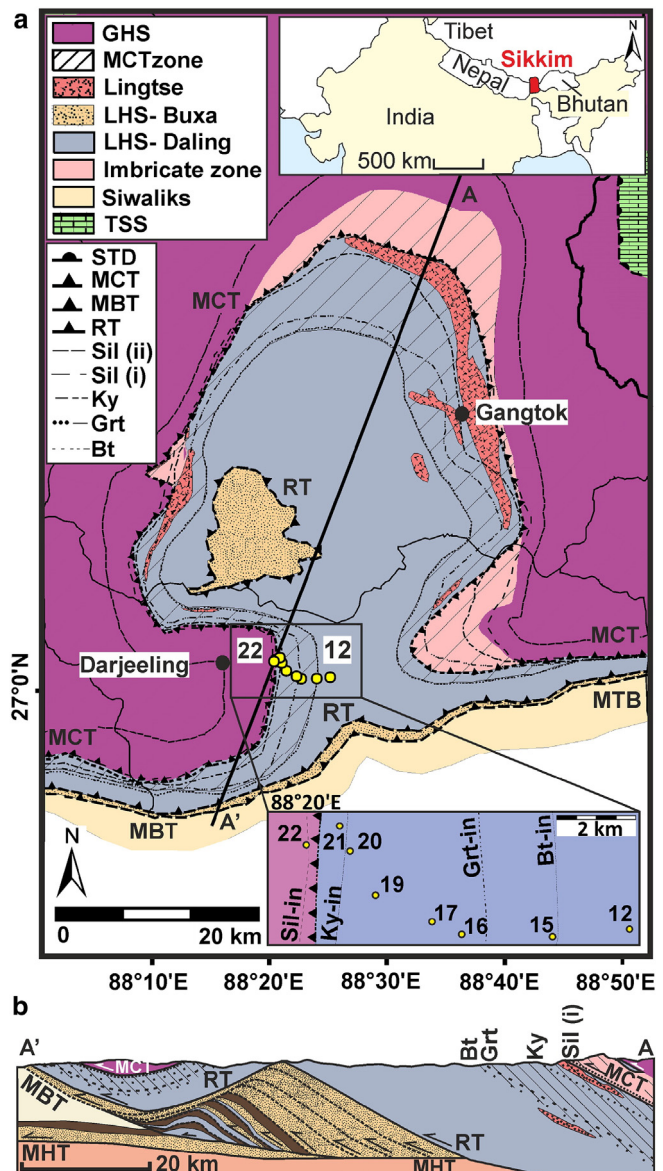 a
GHS
MCTzone
Lingtse
LHS- Buxa
LHS- Daling
Imbricate zone
Siwaliks
TSS
STD
MCT
MBT
RT
Sil (ii)
Sil (i)
Ky
Grt
Bt
Tibet
N
Sikkim
Nepal
Bhutan
India
500 km
A
MCT
Gangtok
RT
22
12
MCT
Darjeeling
27°0'N
RT
MTB
MCT
MBT
A'
88°20'E
2 km
22
21
20
19
17
16
15
12
Sil-in
Ky-in
Grt-in
Bt-in
N
0
20 km
88°10'E
88°20'E
88°30'E
88°40'E
88°50'E
b
A'
Bt
Grt
Ky
Sil (i)
A
MCT
RT
MCT
MBT
RT
MHT
20 km
MHT